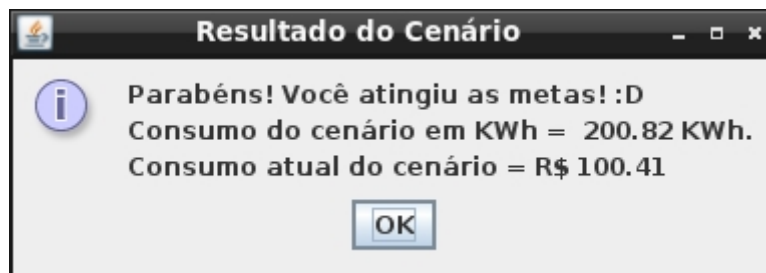 Resultado do Cenário
Parabéns! Você atingiu as metas! :D
Consumo do cenário em KWh =  200.82 KWh.
Consumo atual do cenário = R$ 100.41
OK